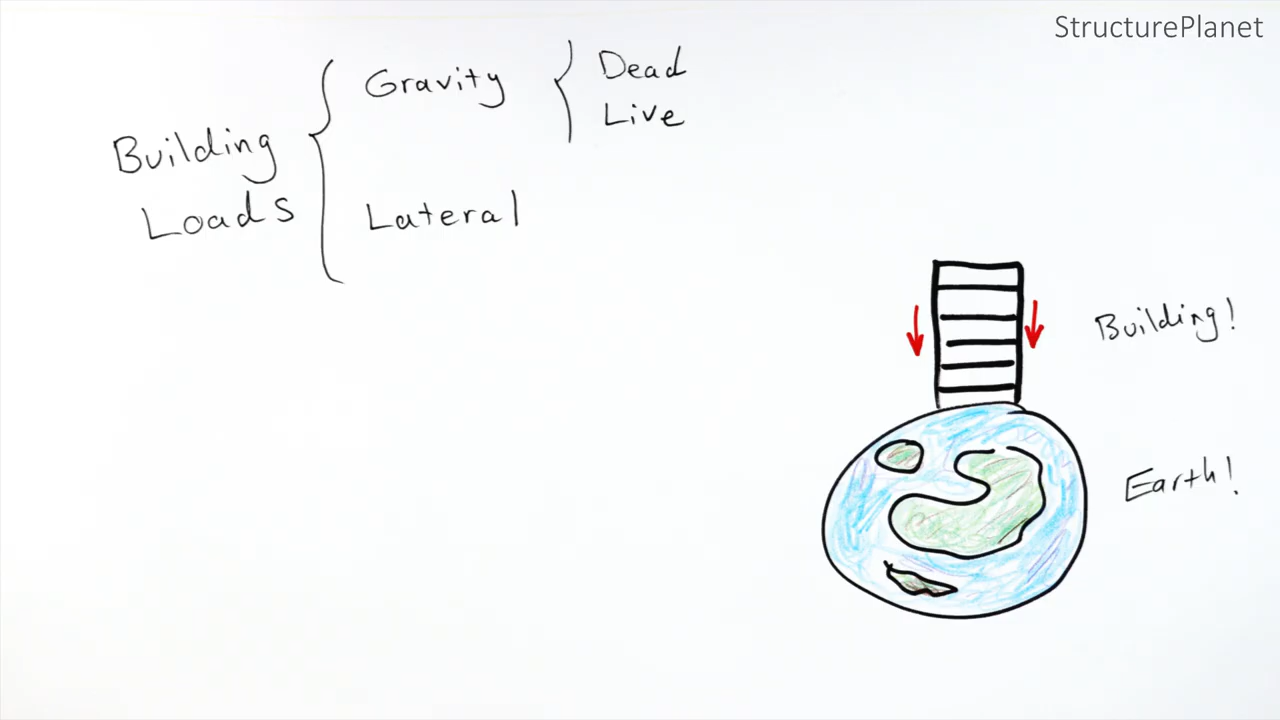 StructurePlanet
Gravity
Dead
Live
Building
Loads
Lateral
Building!
Earth!